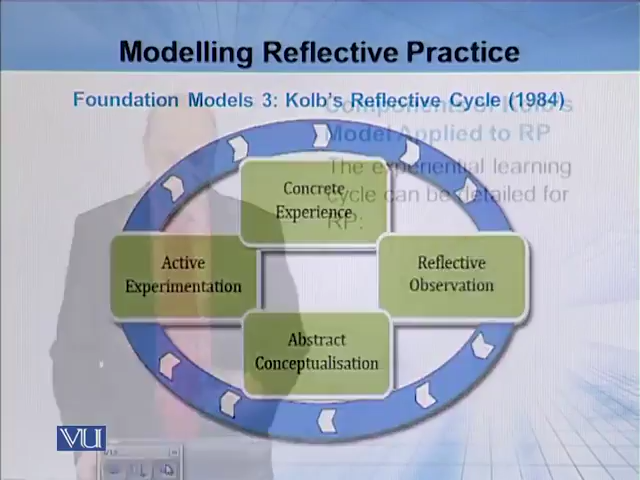 Modelling Reflective Practice
Foundation Models 3: Kolb's Reflective Cycle (1984)
Components of Kolb's
Model Applied to RP
The experiential learning
cycle can be detailed for
RP:
Concrete
Experience
Active
Experimentation
Reflective
Observation
Abstract
Conceptualisation
VU